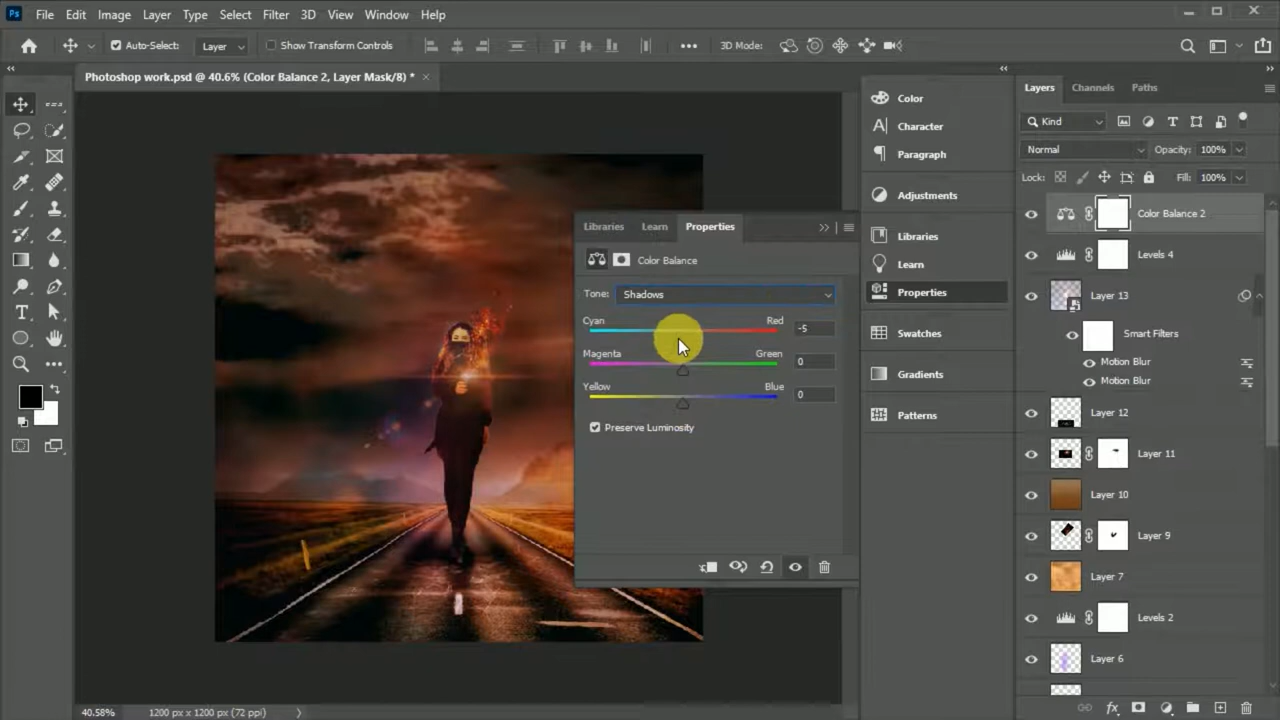 Ps File Edit Image Layer Type Select Filter 3D View Window Help
Auto-Select: Layer Show Transform Controls 3D Mode:
Photoshop work.psd @ 40.6% (Color Balance 2, Layer Mask/8) * ×
Libraries Learn Properties
Color Balance
Tone: Shadows
Cyan Red -5
Magenta Green 0
Yellow Blue 0
Preserve Luminosity
Color
Character
Paragraph
Adjustments
Libraries
Learn
Properties
Swatches
Gradients
Patterns
Layers Channels Paths
Kind
Normal Opacity: 100%
Lock: Fill: 100%
Color Balance 2
Levels 4
Layer 13
Smart Filters
Motion Blur
Motion Blur
Layer 12
Layer 11
Layer 10
Layer 9
Layer 7
Levels 2
Layer 6
40.58% 1200 px x 1200 px (72 ppi)